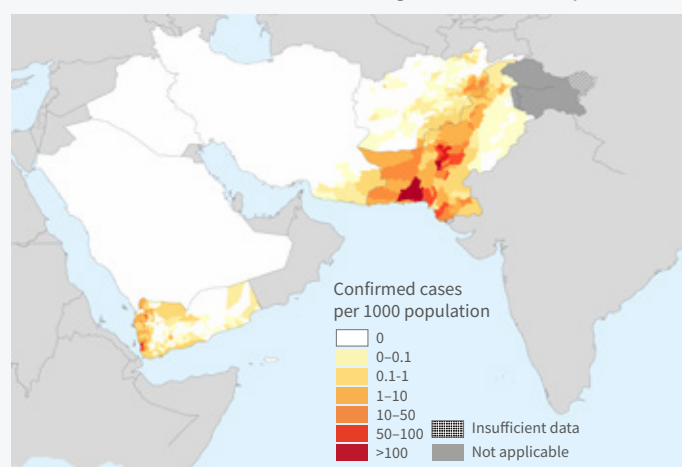 Confirmed cases
per 1000 population
0
0–0.1
0.1-1
1–10
10–50
50–100
>100
Insufficient data
Not applicable